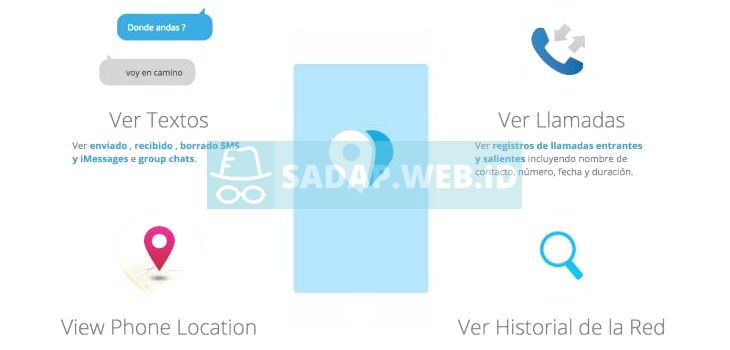 Donde andas ?
voy en camino
Ver Textos
Ver enviado , recibido , borrado SMS
y iMessages e group chats.
Ver Llamadas
Ver registros de llamadas entrantes
y salientes incluyendo nombre de
contacto, número, fecha y duración.
SADAP.WEB.ID
View Phone Location
Ver Historial de la Red